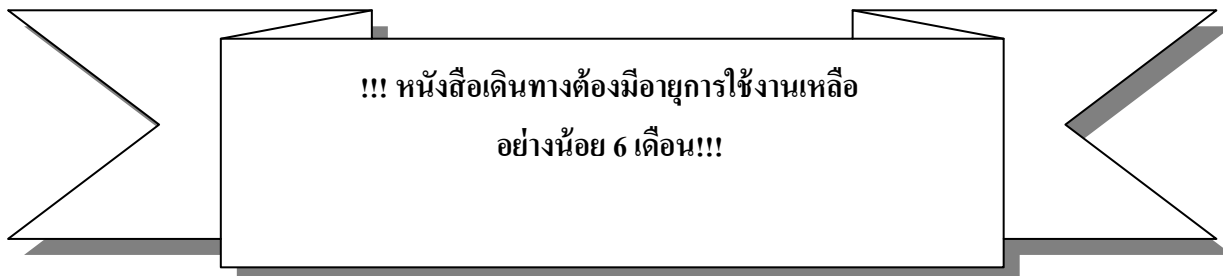 !!! หนังสือเดินทางต้องมีอายุการใช้งานเหลือ
อย่างน้อย 6 เดือน!!!